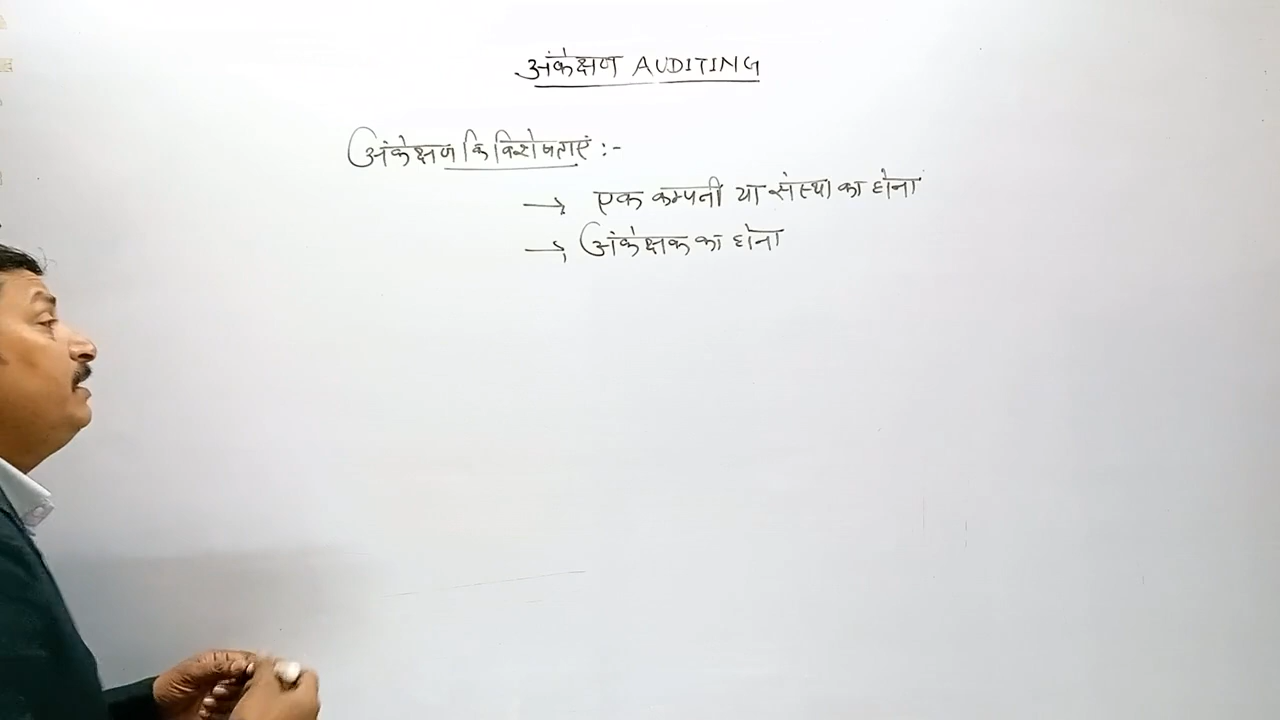 अंकेक्षण AUDITING
अंकेक्षण कि विशेषताएं :-
→ एक कम्पनी या संस्था का होना
→ अंकेक्षक का होना